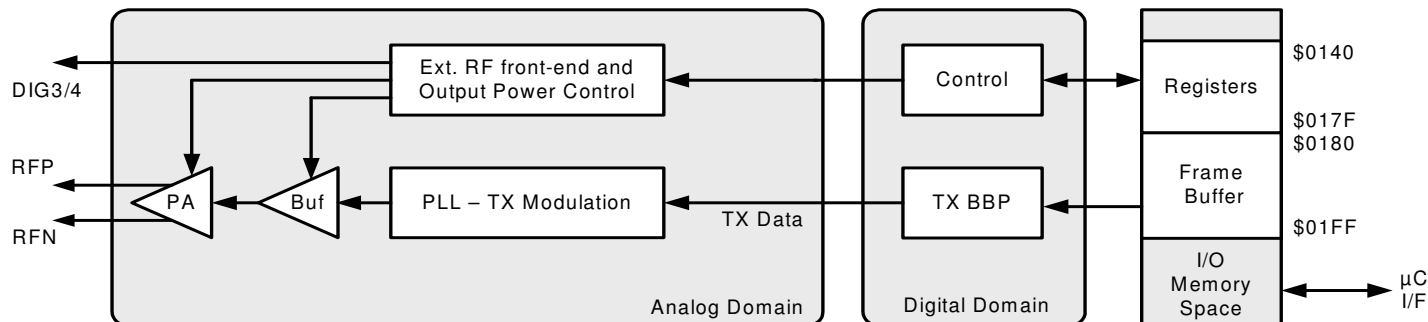 DIG3/4
RFP
RFN
Ext. RF front-end and
Output Power Control
PA
Buf
PLL – TX Modulation
TX Data
Analog Domain
Control
TX BBP
Digital Domain
$0140
Registers
$017F
$0180
Frame
Buffer
$01FF
I/O
Memory
Space
µC
I/F